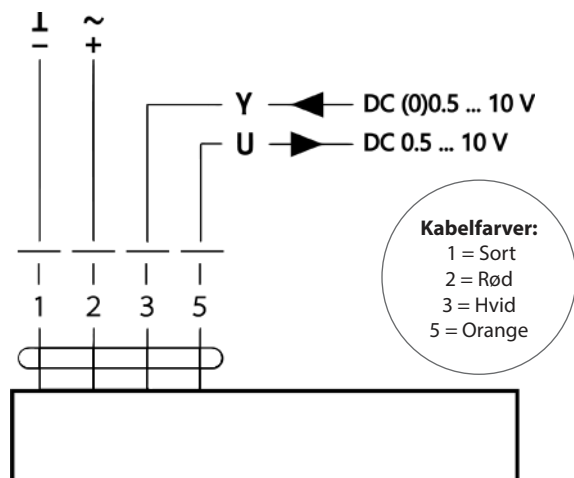 ⊥ ~
– +
Y DC (0)0.5 ... 10 V
U DC 0.5 ... 10 V
Kabelfarver:
1 = Sort
2 = Rød
3 = Hvid
5 = Orange
1 2 3 5